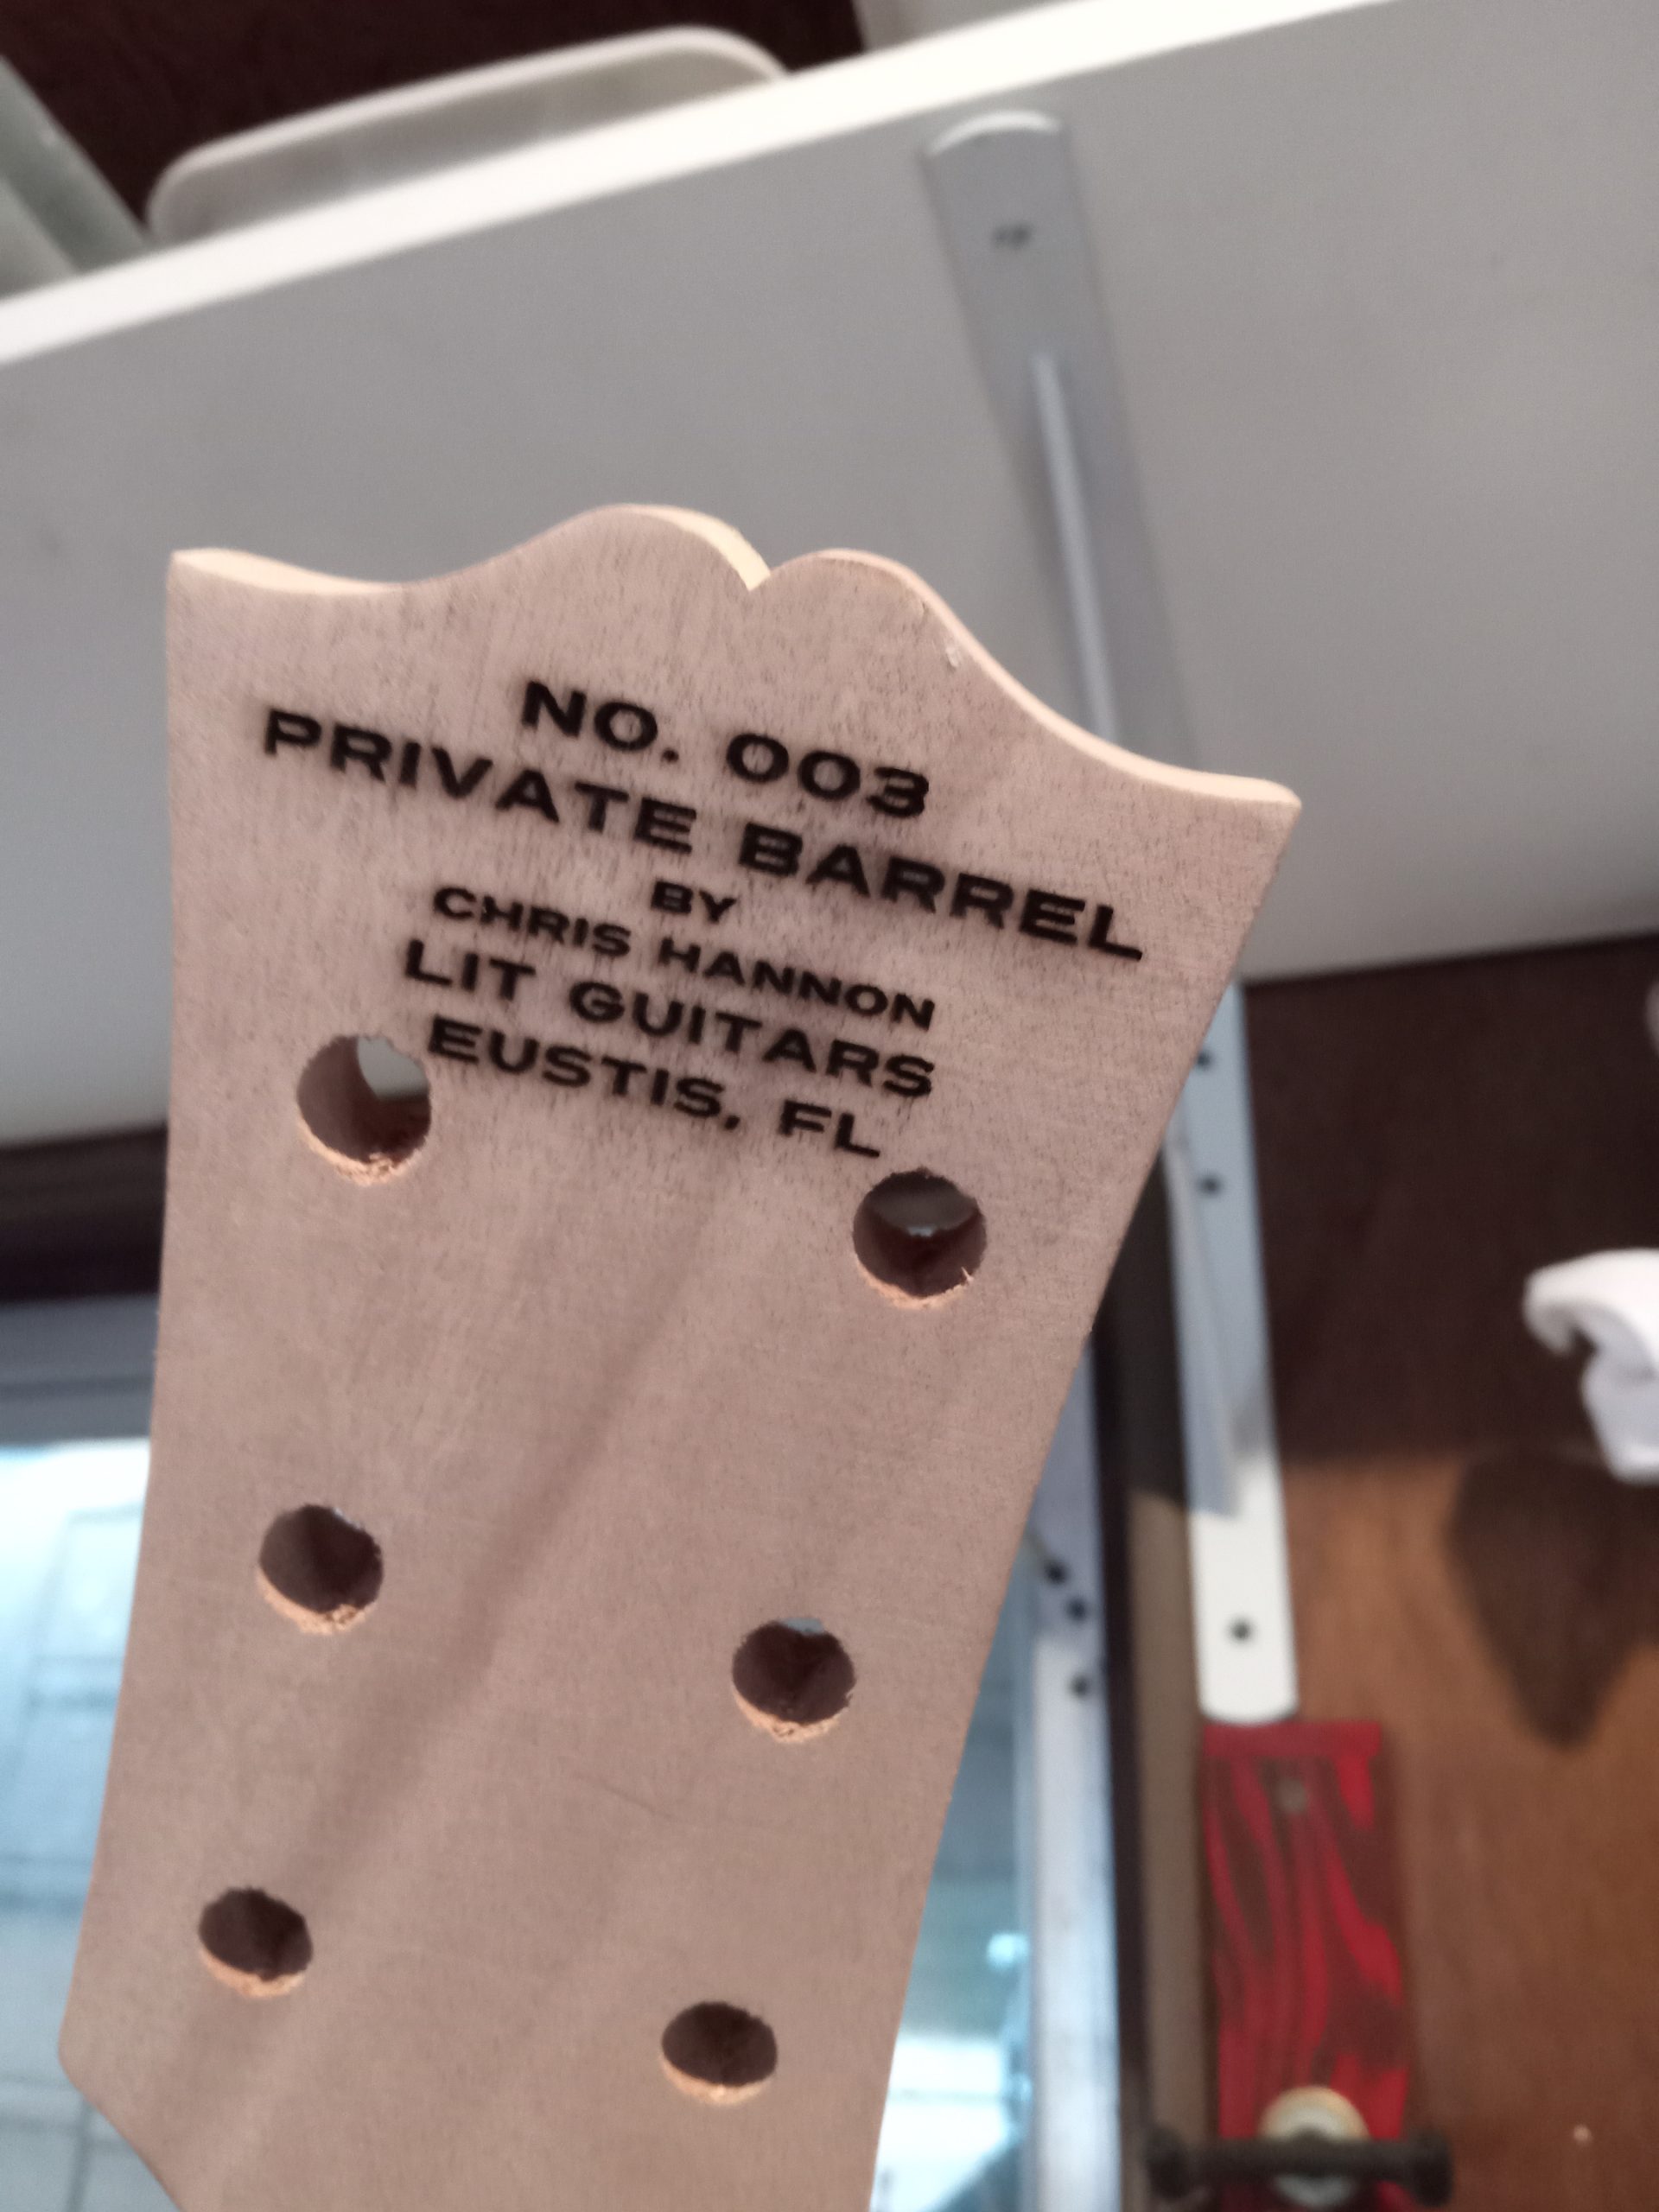 NO. 003
PRIVATE BARREL
BY
CHRIS HANNON
LIT GUITARS
EUSTIS, FL